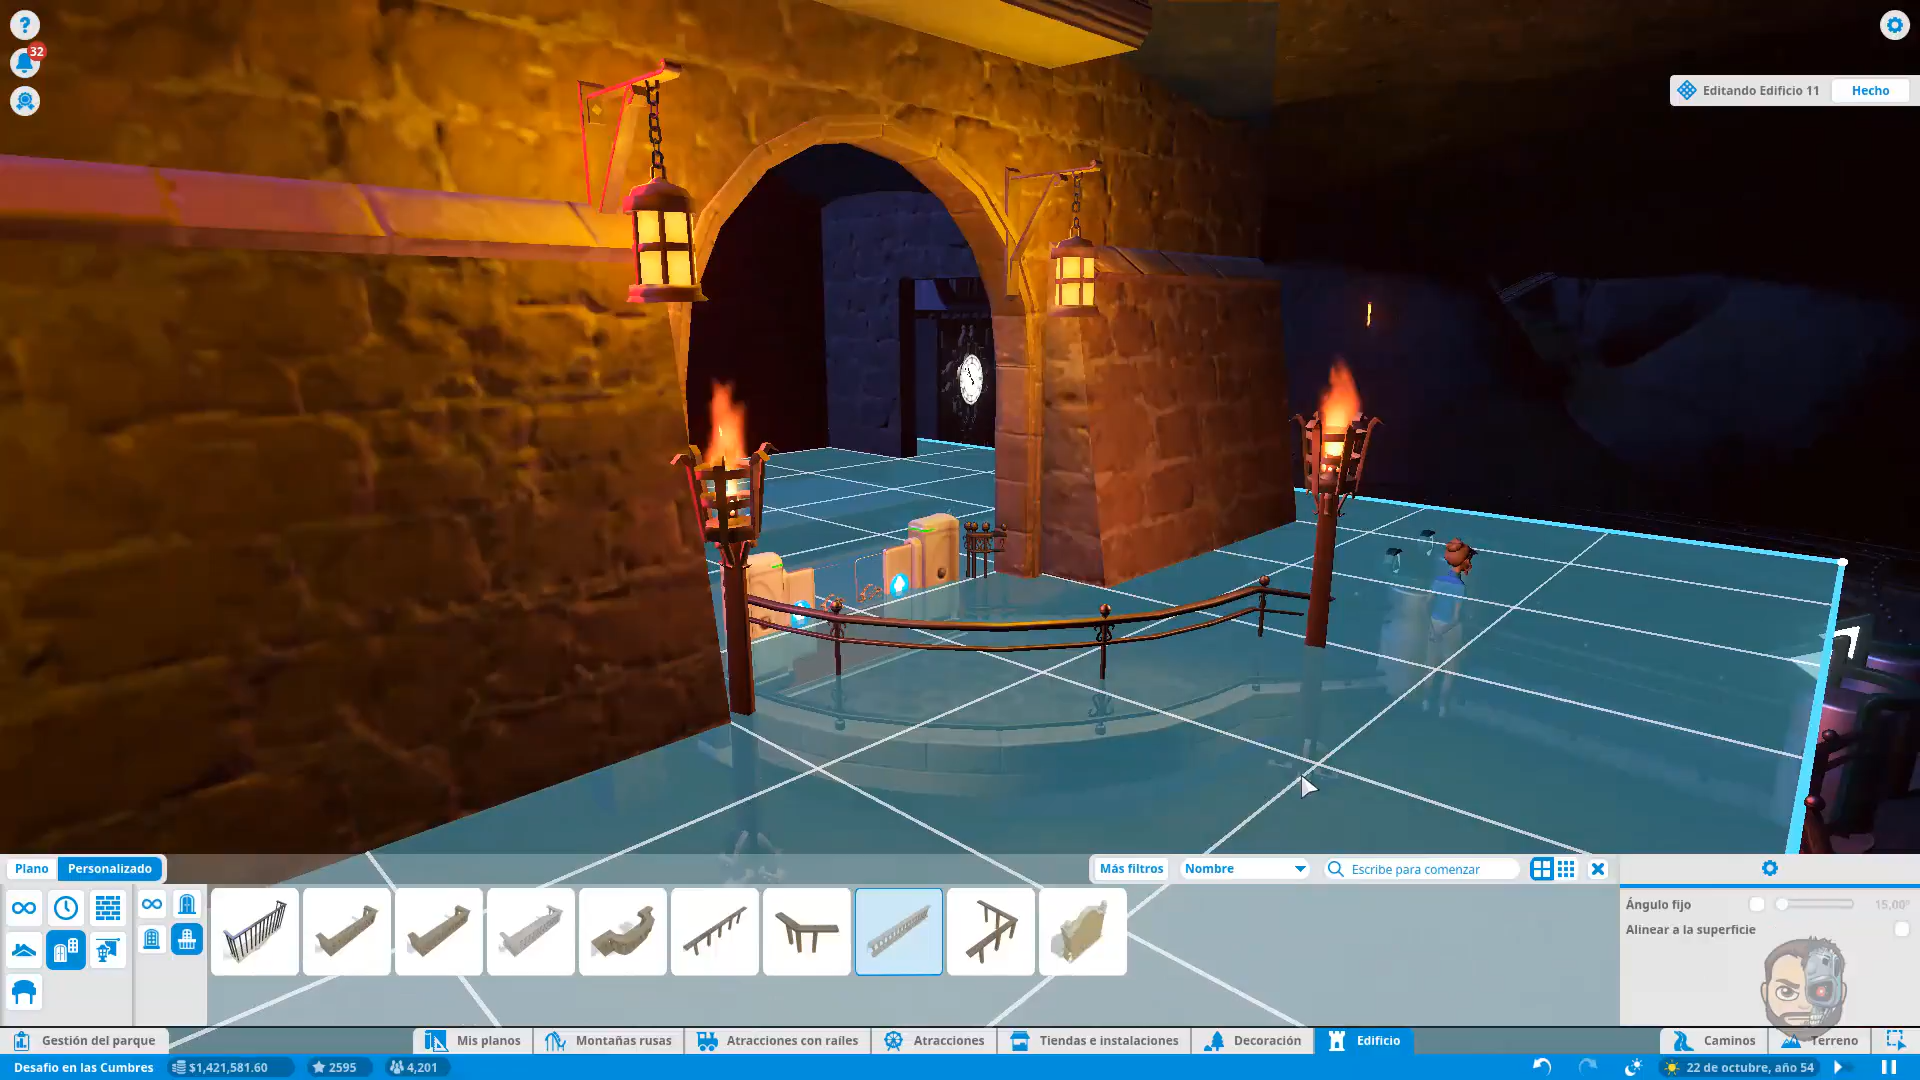 ?
32
Editando Edificio 11
Hecho
Plano
Personalizado
Más filtros
Nombre
Escribe para comenzar
Ángulo fijo
15,00°
Alinear a la superficie
Gestión del parque
Mis planos
Montañas rusas
Atracciones con raíles
Atracciones
Tiendas e instalaciones
Decoración
Edificio
Caminos
Terreno
Desafío en las Cumbres
$1,421,581.60
2595
4,201
22 de octubre, año 54